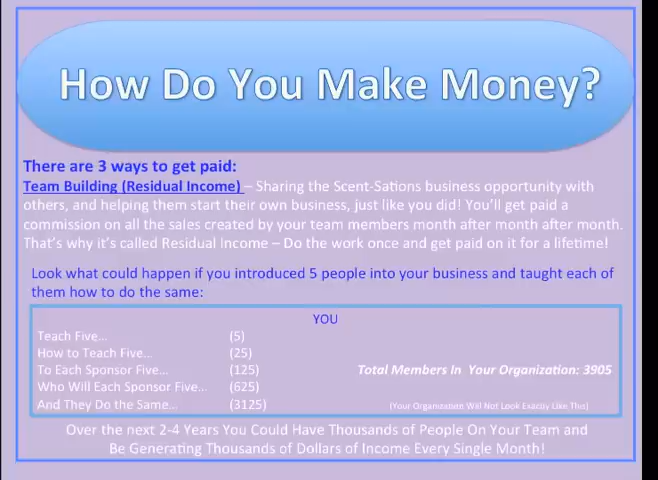 How Do You Make Money?
There are 3 ways to get paid:
Team Building (Residual Income) – Sharing the Scent-Sations business opportunity with
others, and helping them start their own business, just like you did! You'll get paid a
commission on all the sales created by your team members month after month after month.
That's why it's called Residual Income – Do the work once and get paid on it for a lifetime!
Look what could happen if you introduced 5 people into your business and taught each of
them how to do the same:
YOU
Teach Five... (5)
How to Teach Five... (25)
To Each Sponsor Five... (125) Total Members In Your Organization: 3905
Who Will Each Sponsor Five... (625)
And They Do the Same... (3125) (Your Organization Will Not Look Exactly Like This)
Over the next 2-4 Years You Could Have Thousands of People On Your Team and
Be Generating Thousands of Dollars of Income Every Single Month!